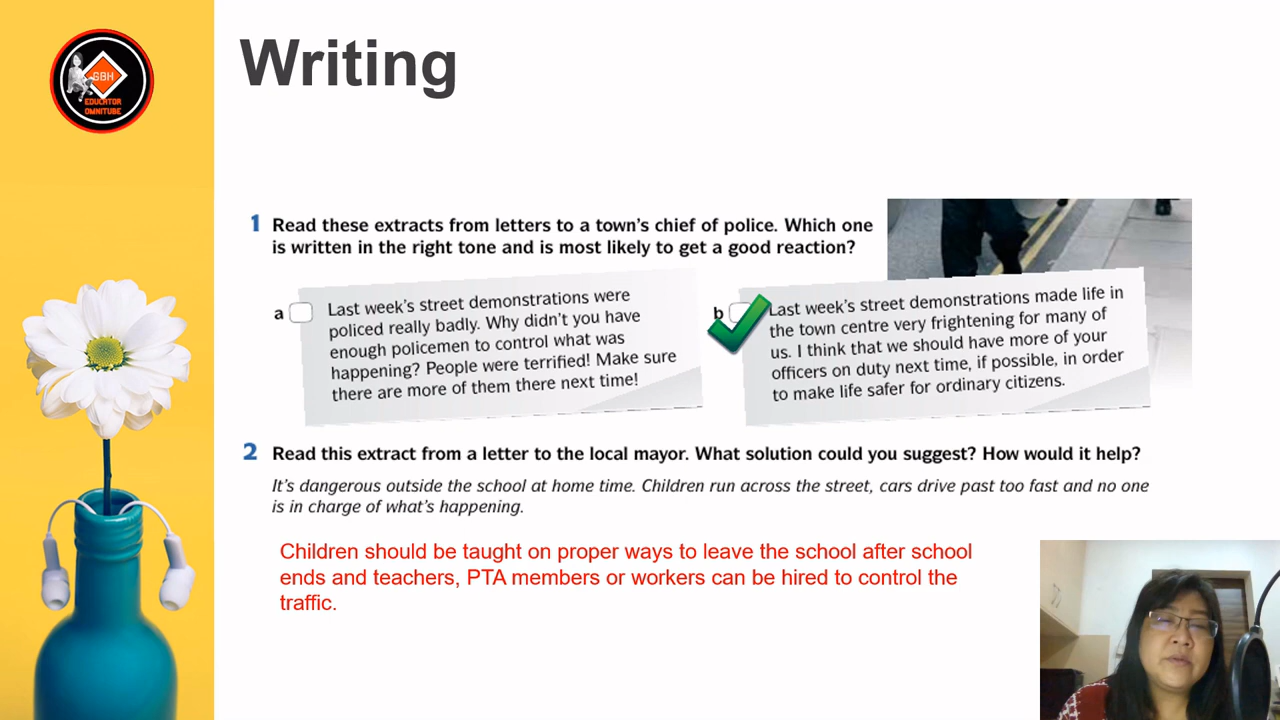 GBH
EDUCATOR
OMNITUBE
Writing
1 Read these extracts from letters to a town's chief of police. Which one
is written in the right tone and is most likely to get a good reaction?
a
Last week's street demonstrations were
policed really badly. Why didn't you have
enough policemen to control what was
happening? People were terrified! Make sure
there are more of them there next time!
b
Last week's street demonstrations made life in
the town centre very frightening for many of
us. I think that we should have more of your
officers on duty next time, if possible, in order
to make life safer for ordinary citizens.
2 Read this extract from a letter to the local mayor. What solution could you suggest? How would it help?
It's dangerous outside the school at home time. Children run across the street, cars drive past too fast and no one
is in charge of what's happening.
Children should be taught on proper ways to leave the school after school
ends and teachers, PTA members or workers can be hired to control the
traffic.